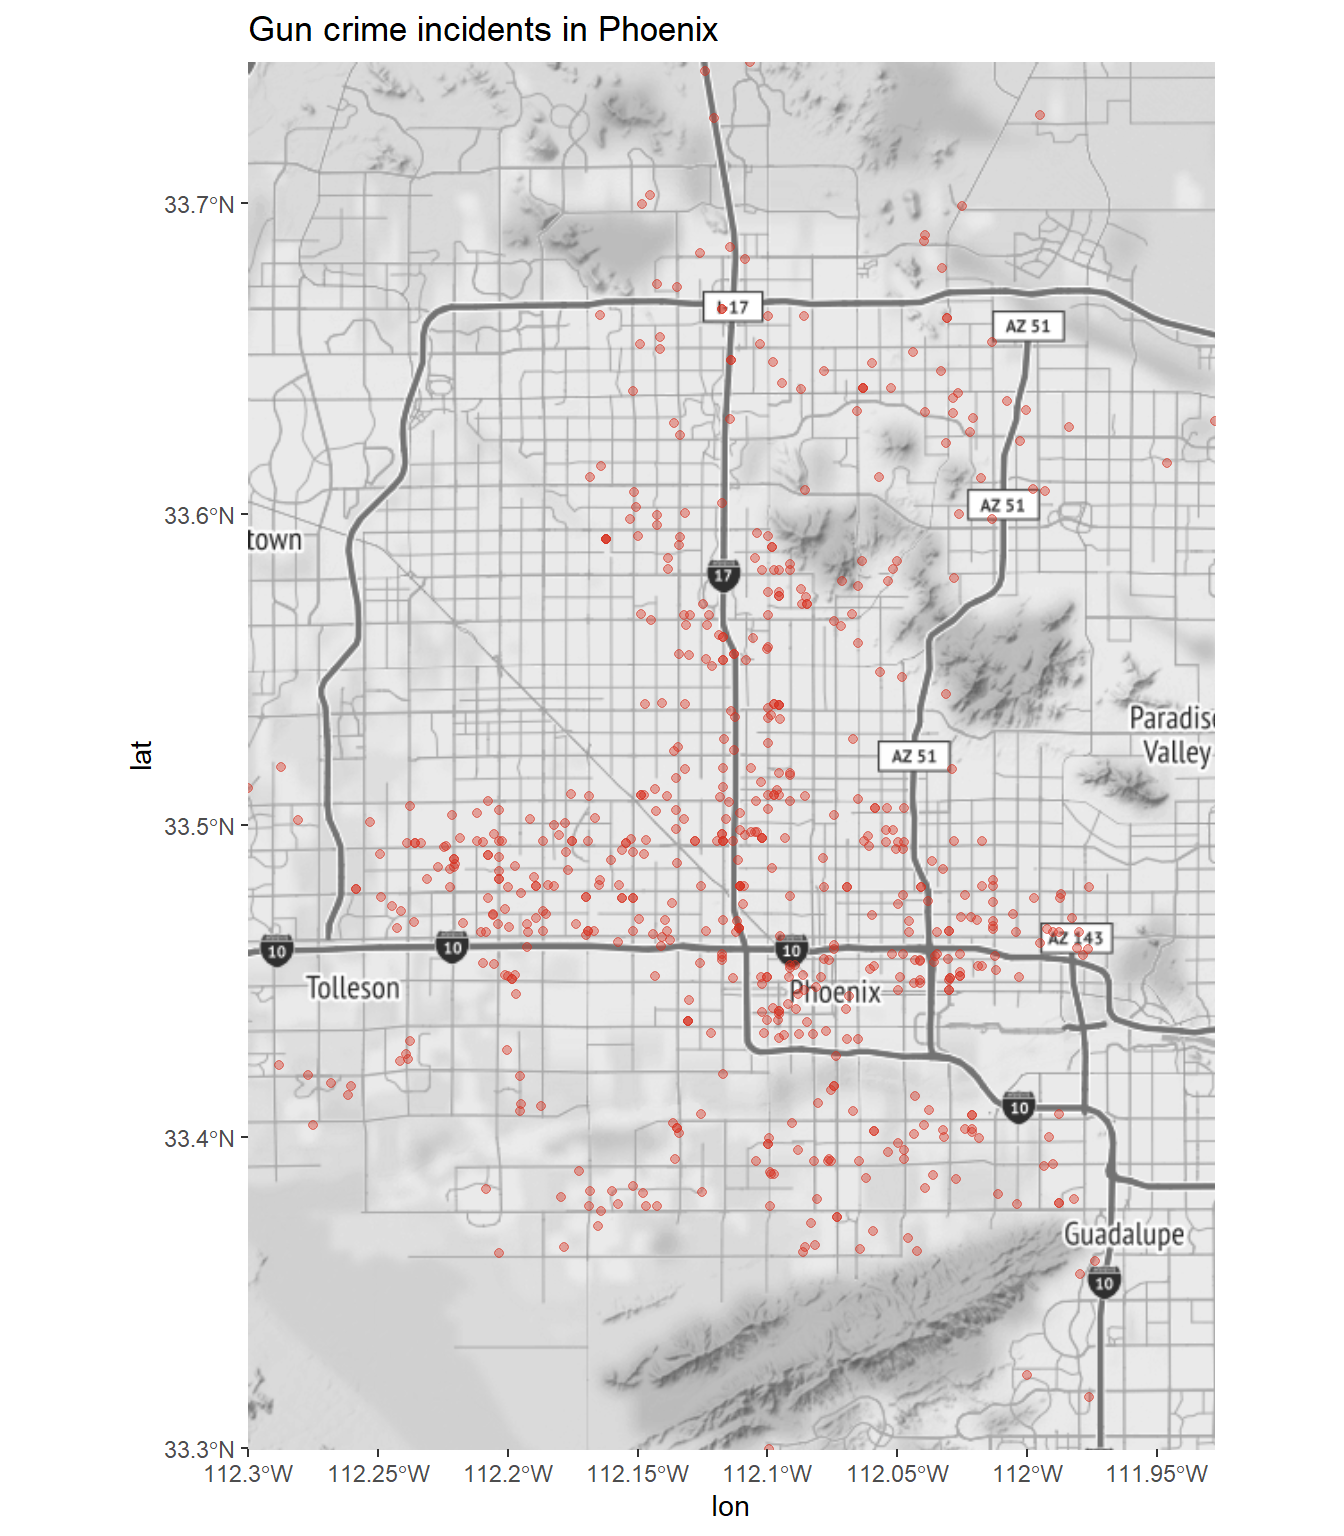 Gun crime incidents in Phoenix
33.7°N
17
AZ 51
33.6°N
AZ 51
town
17
Paradis
Valley
AZ 51
lat
33.5°N
AZ 143
10
10
10
Tolleson
Phoenix
10
33.4°N
Guadalupe
10
33.3°N
112.3°W 112.25°W 112.2°W 112.15°W 112.1°W 112.05°W 112°W 111.95°W
lon